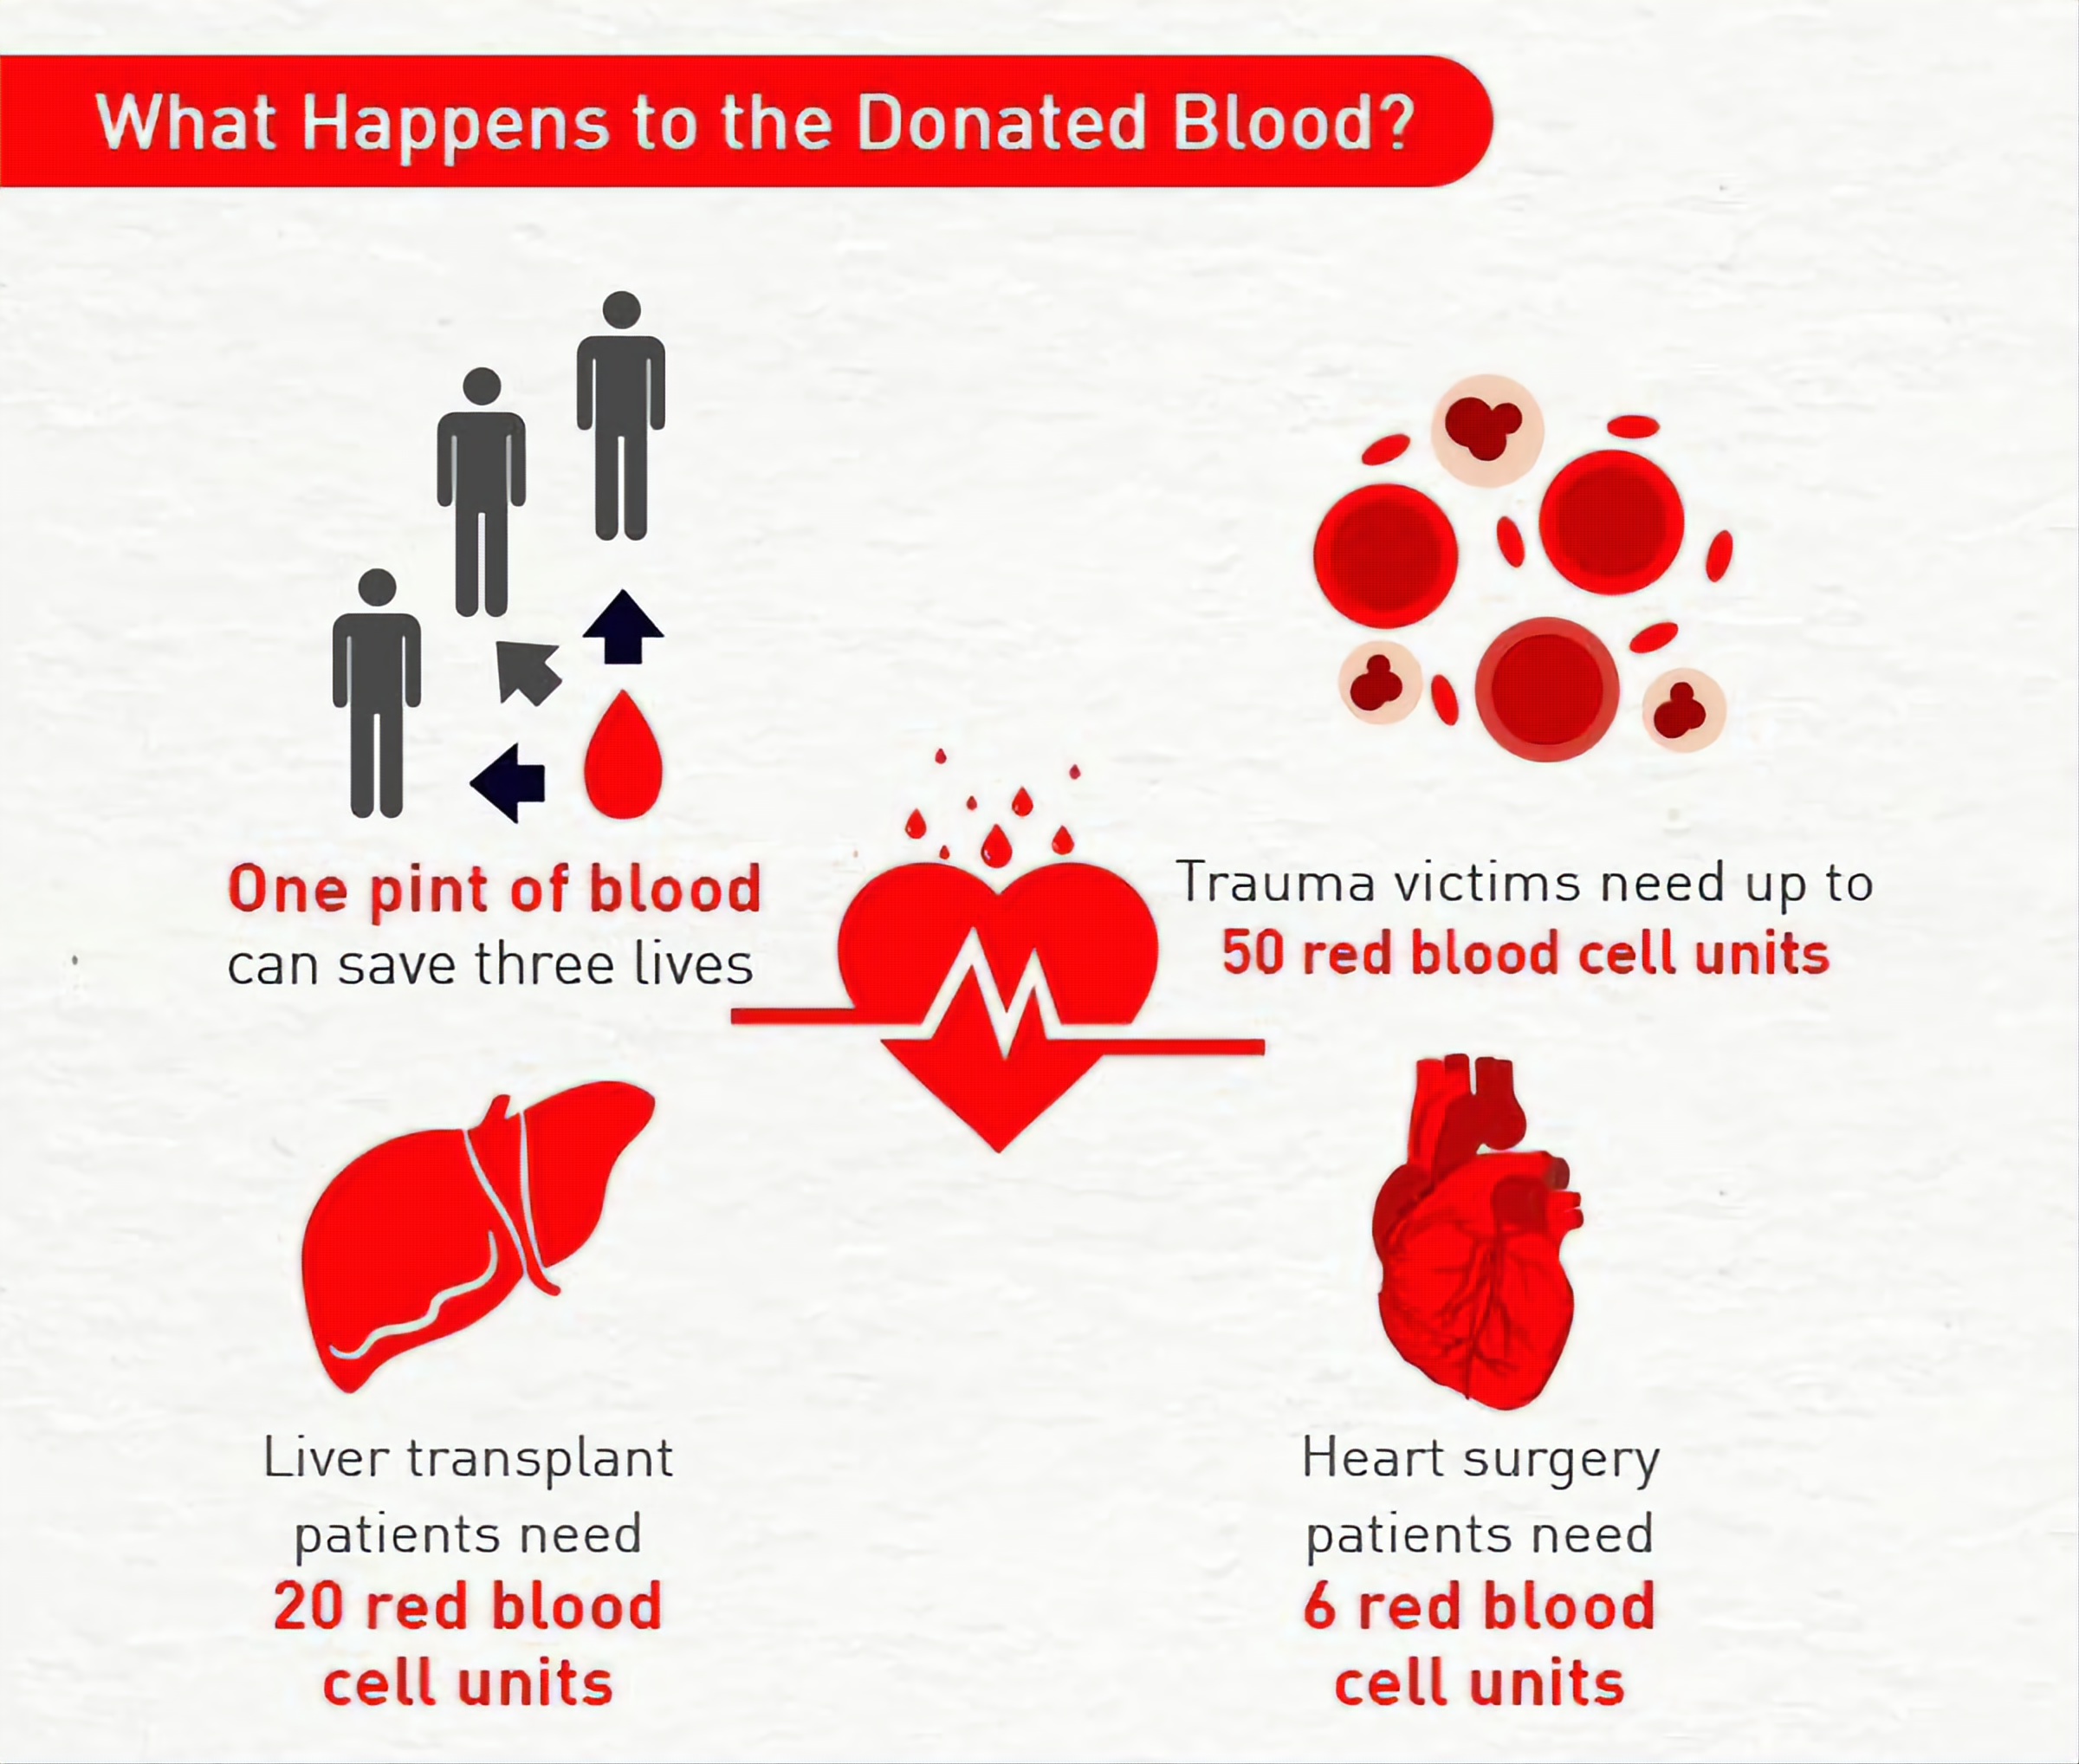 What Happens to the Donated Blood?
One pint of blood
can save three lives
Trauma victims need up to
50 red blood cell units
Liver transplant
patients need
20 red blood
cell units
Heart surgery
patients need
6 red blood
cell units